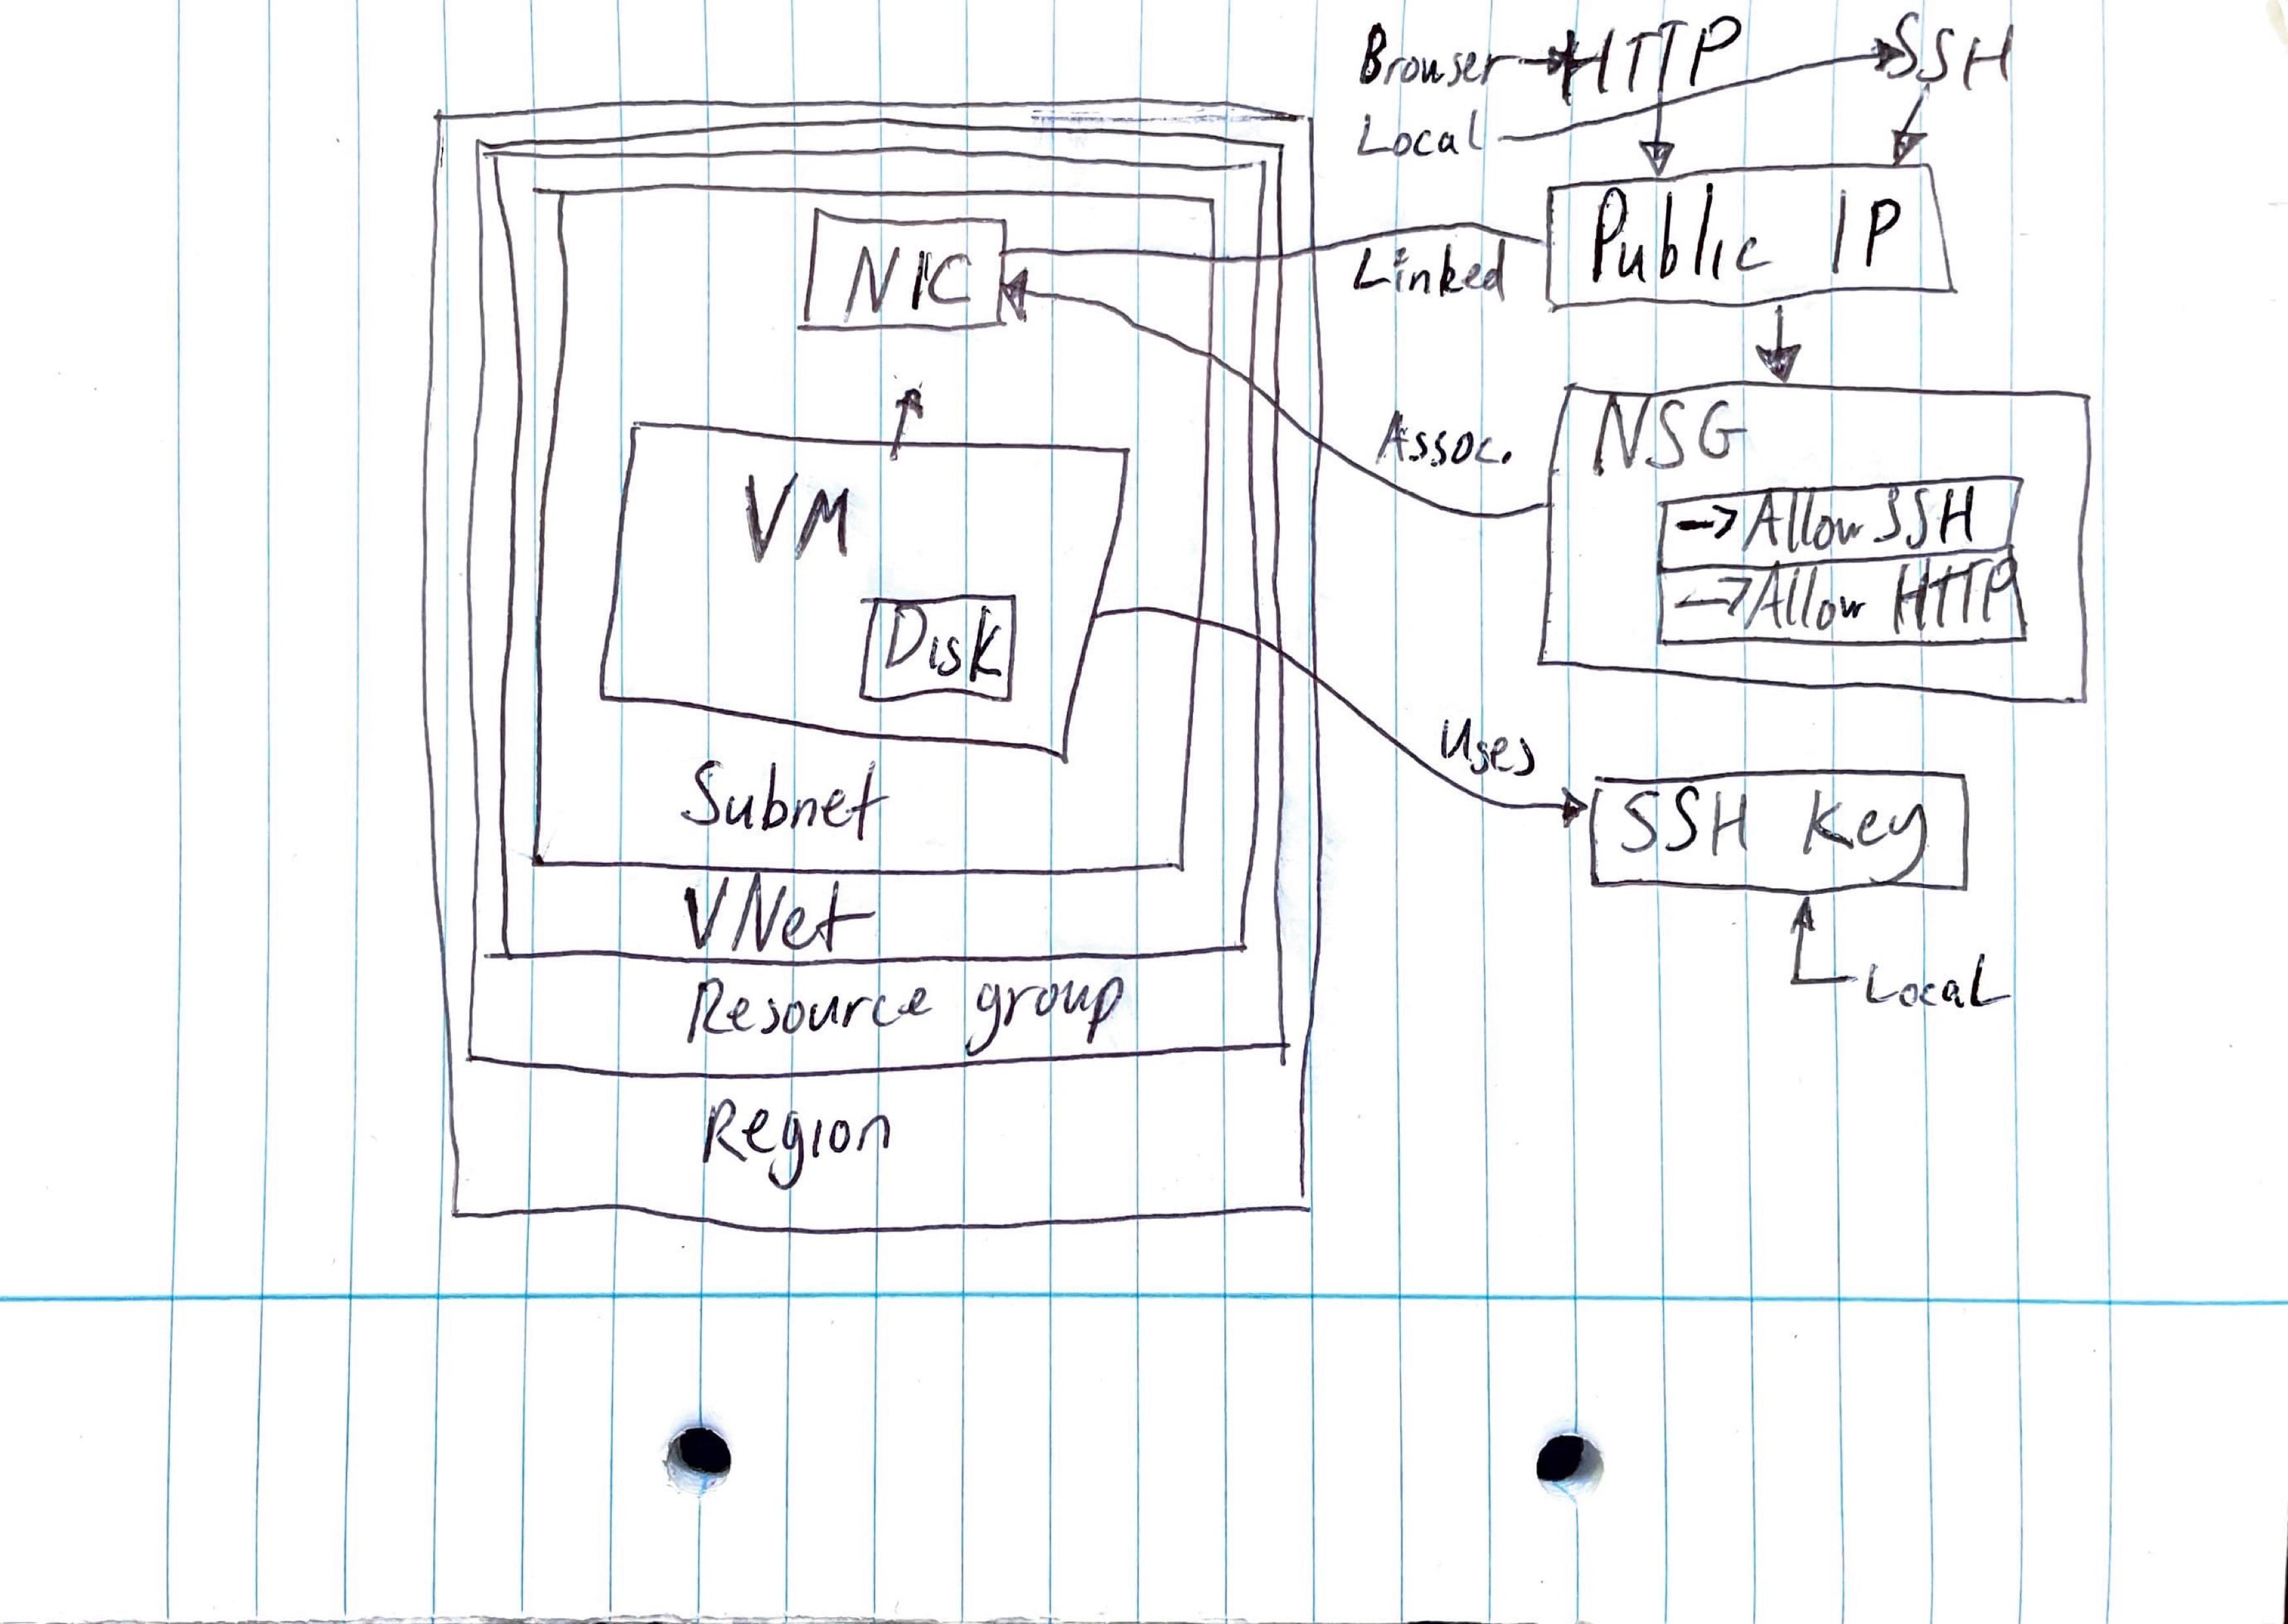 Browser HTTP SSH
Local
Public IP
NIC
Linked
NSG
Assoc.
-> Allow SSH
-> Allow HTTP
VM
Disk
Uses
SSH Key
Local
Subnet
VNet
Resource group
Region